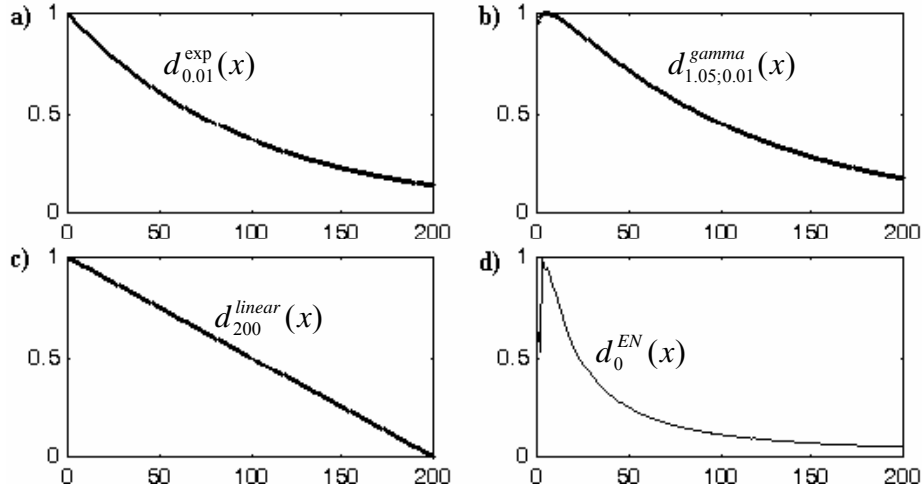 a)
1
0.5
0
d_{0.01}^{exp}(x)
0 50 100 150 200
b)
1
0.5
0
d_{1.05;0.01}^{gamma}(x)
0 50 100 150 200
c)
1
0.5
0
d_{200}^{linear}(x)
0 50 100 150 200
d)
1
0.5
0
d_{0}^{EN}(x)
0 50 100 150 200